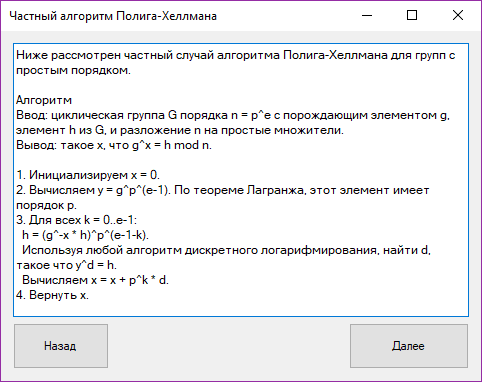 Частный алгоритм Полига-Хеллмана
Ниже рассмотрен частный случай алгоритма Полига-Хеллмана для групп с
простым порядком.
Алгоритм
Ввод: циклическая группа G порядка n = p^e с порождающим элементом g,
элемент h из G, и разложение n на простые множители.
Вывод: такое x, что g^x = h mod n.
1. Инициализируем x = 0.
2. Вычисляем y = g^p^(e-1). По теореме Лагранжа, этот элемент имеет
порядок p.
3. Для всех k = 0..e-1:
h = (g^-x * h)^p^(e-1-k).
Используя любой алгоритм дискретного логарифмирования, найти d,
такое что y^d = h.
Вычисляем x = x + p^k * d.
4. Вернуть x.
Назад
Далее